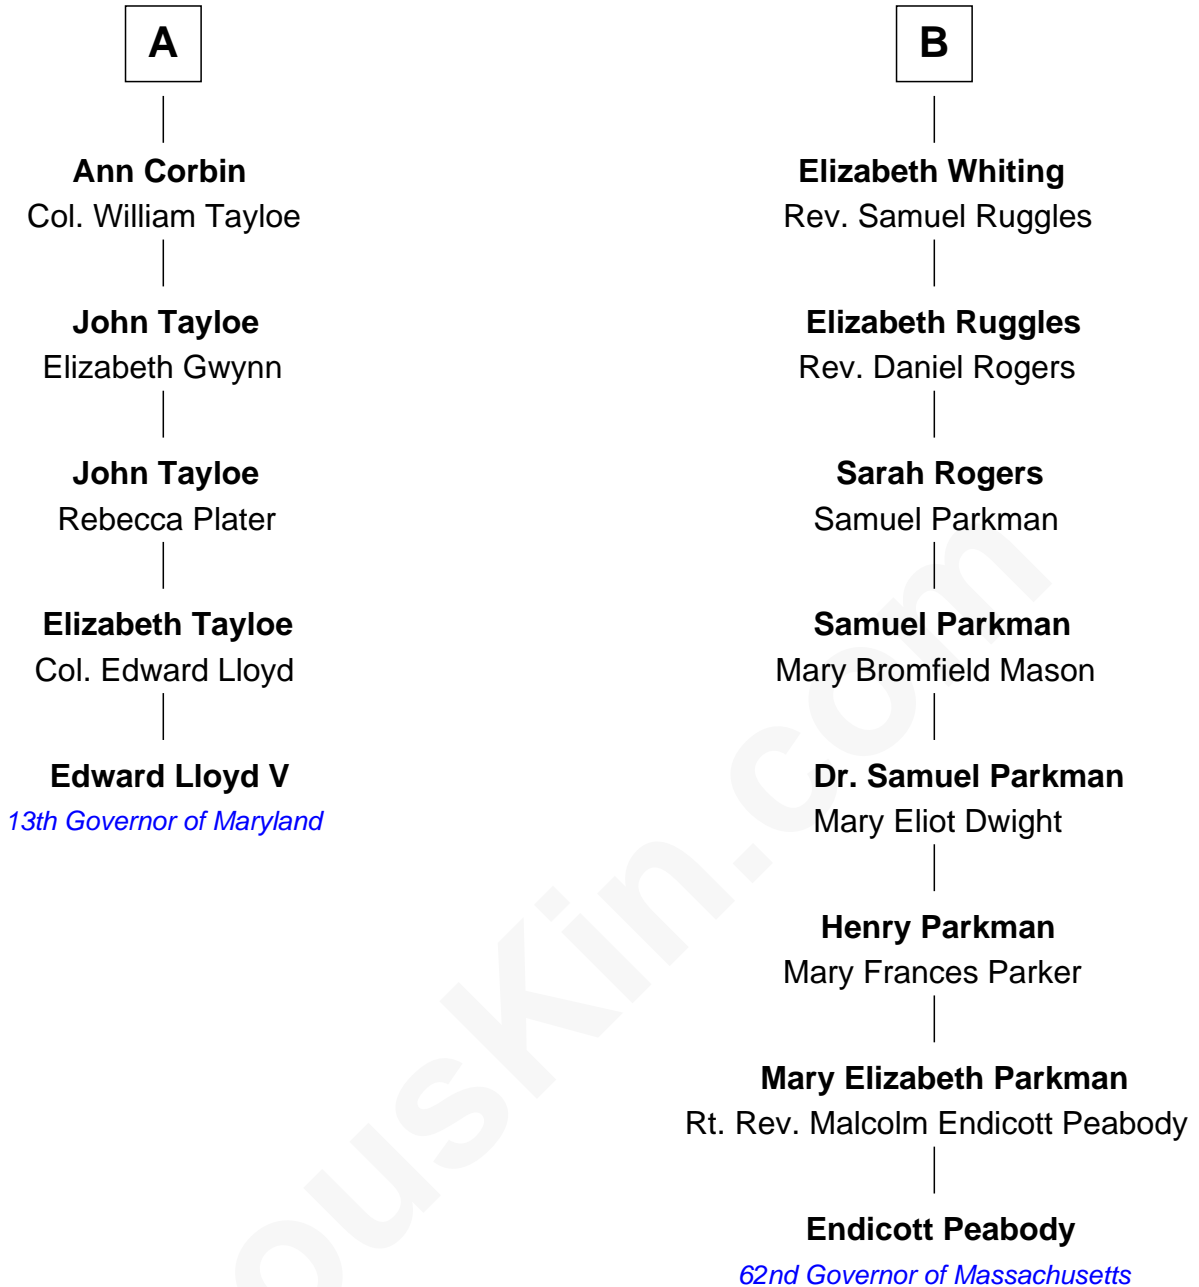 A
Ann Corbin
Col. William Tayloe
John Tayloe
Elizabeth Gwynn
John Tayloe
Rebecca Plater
Elizabeth Tayloe
Col. Edward Lloyd
Edward Lloyd V
13th Governor of Maryland
B
Elizabeth Whiting
Rev. Samuel Ruggles
Elizabeth Ruggles
Rev. Daniel Rogers
Sarah Rogers
Samuel Parkman
Samuel Parkman
Mary Bromfield Mason
Dr. Samuel Parkman
Mary Eliot Dwight
Henry Parkman
Mary Frances Parker
Mary Elizabeth Parkman
Rt. Rev. Malcolm Endicott Peabody
Endicott Peabody
62nd Governor of Massachusetts
ousKin.com